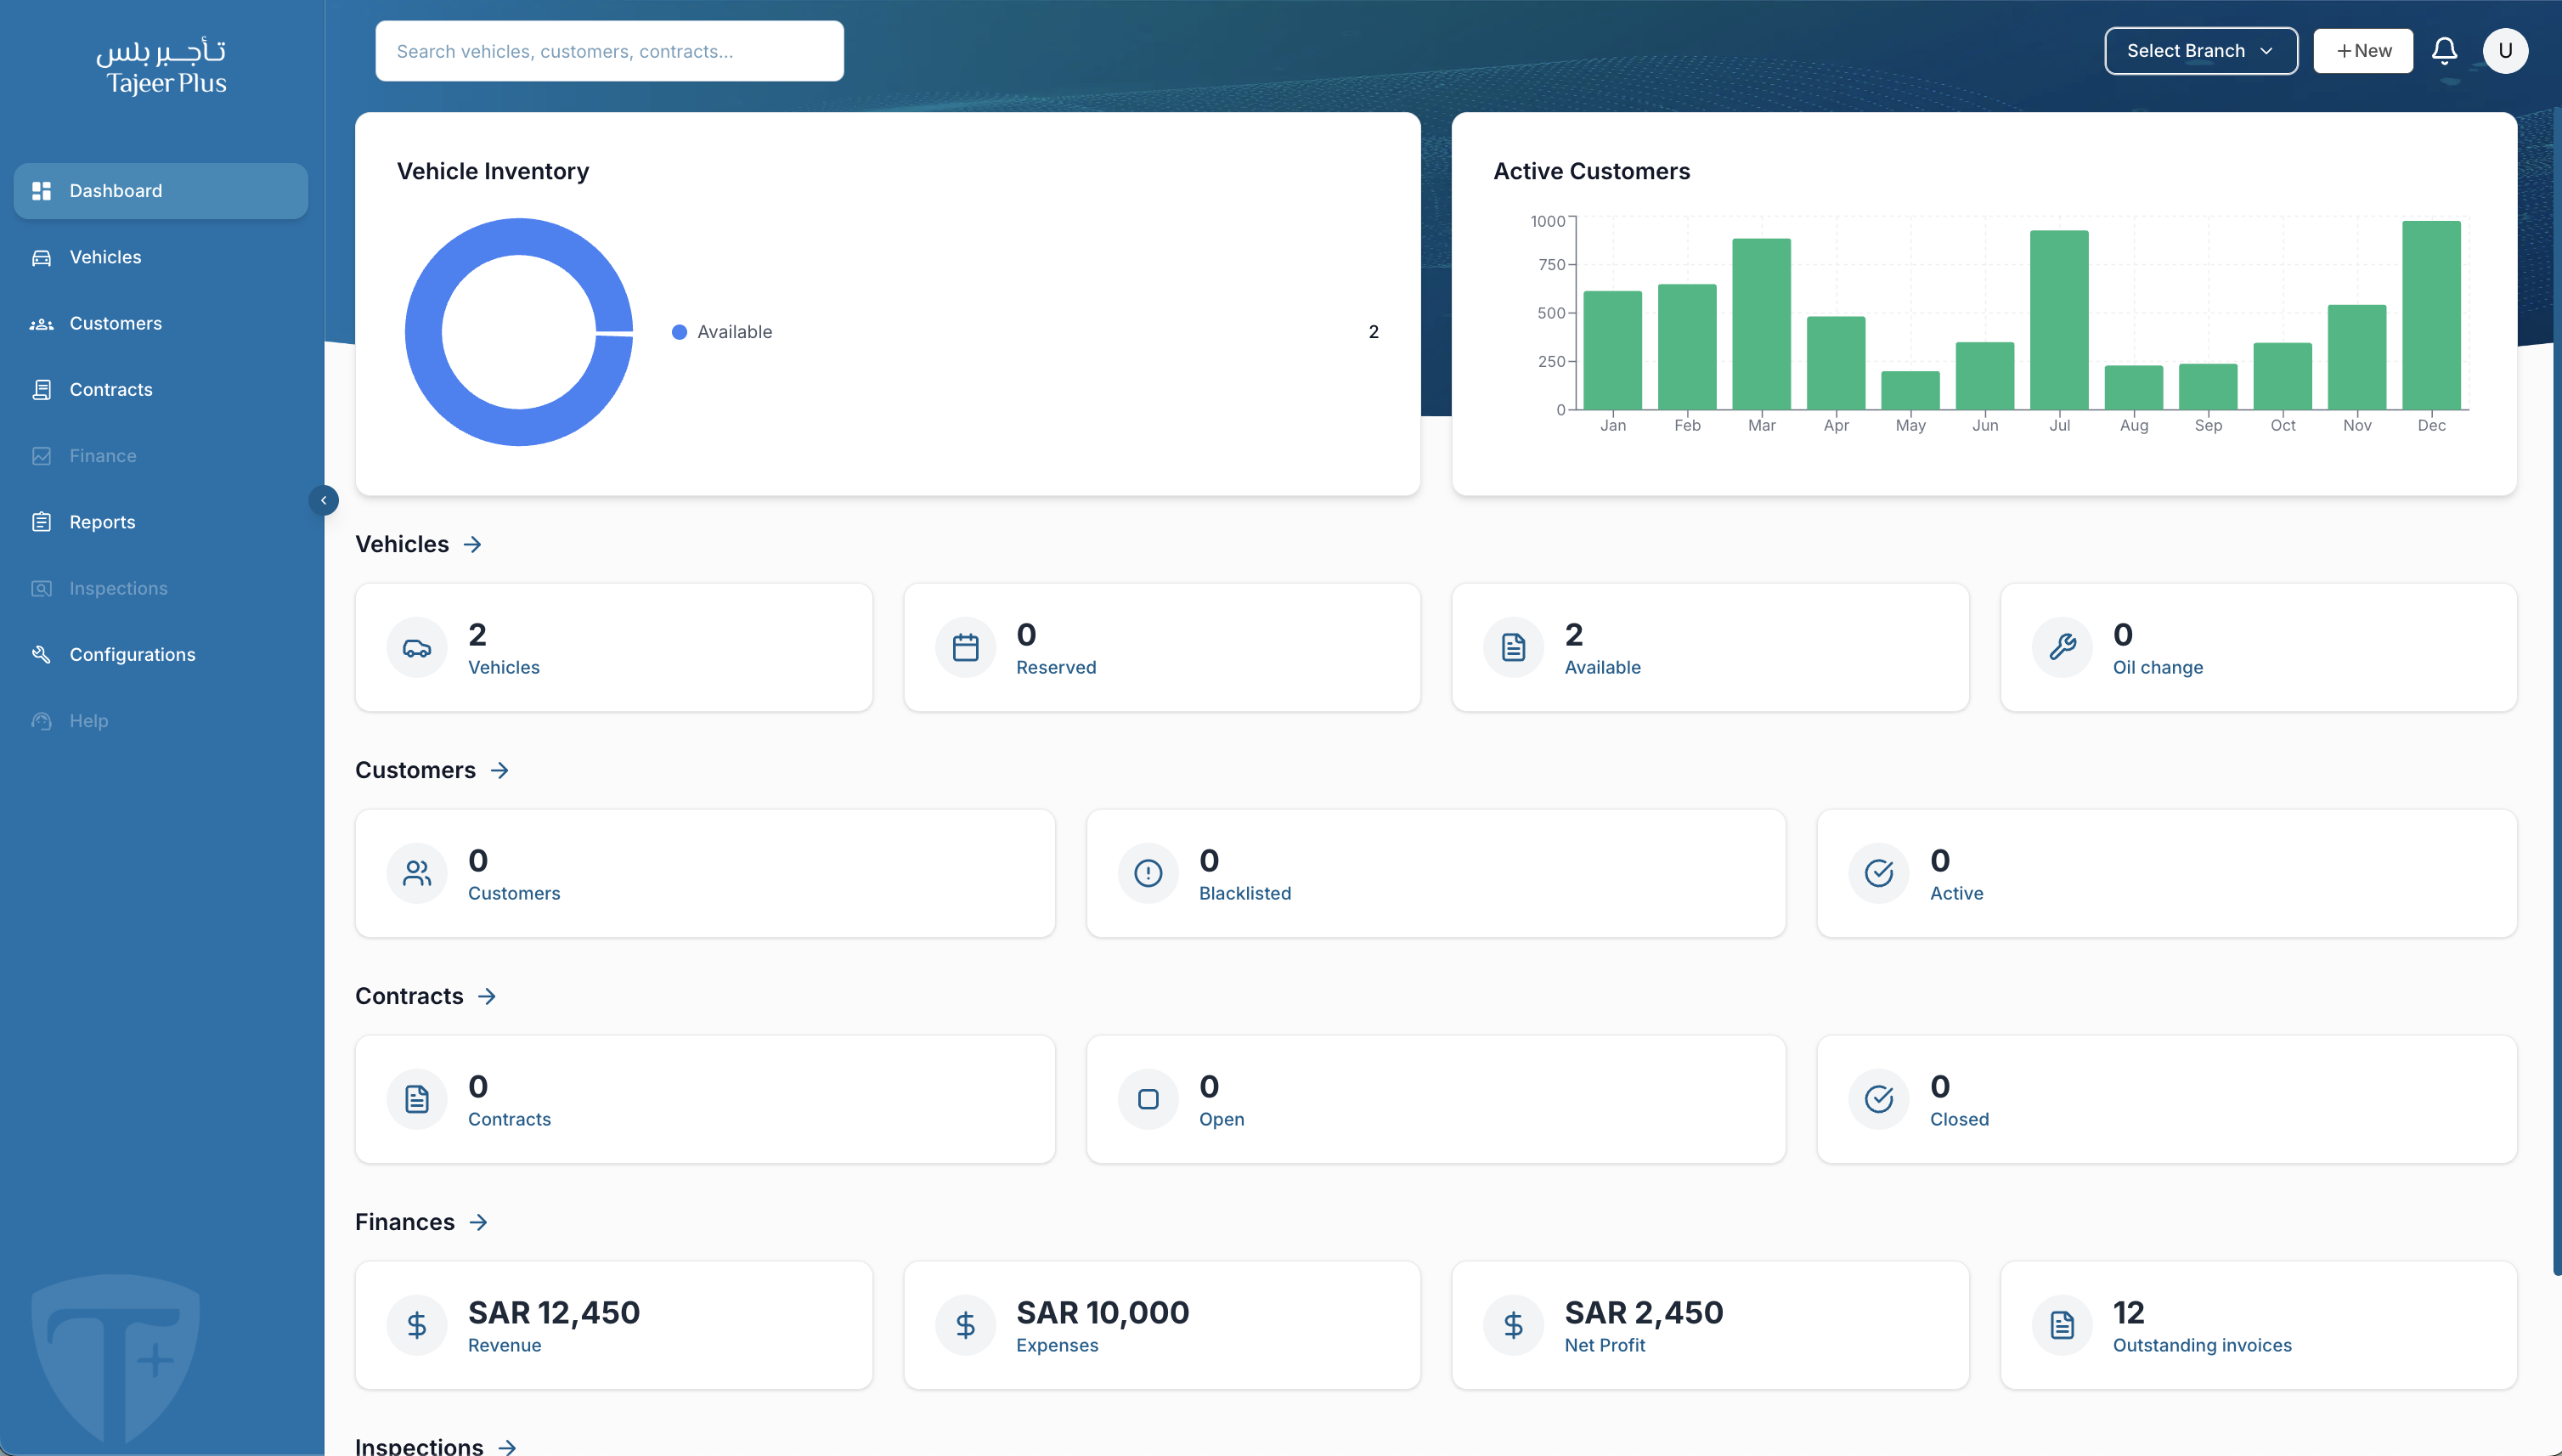 تأجير بلس
Tajeer Plus
Search vehicles, customers, contracts...
Select Branch
+New
U
Dashboard
Vehicles
Customers
Contracts
Finance
Reports
Inspections
Configurations
Help
Vehicle Inventory
Available
2
Active Customers
1000
750
500
250
0
Jan Feb Mar Apr May Jun Jul Aug Sep Oct Nov Dec
Vehicles
2
Vehicles
0
Reserved
2
Available
0
Oil change
Customers
0
Customers
0
Blacklisted
0
Active
Contracts
0
Contracts
0
Open
0
Closed
Finances
SAR 12,450
Revenue
SAR 10,000
Expenses
SAR 2,450
Net Profit
12
Outstanding invoices
Inspections